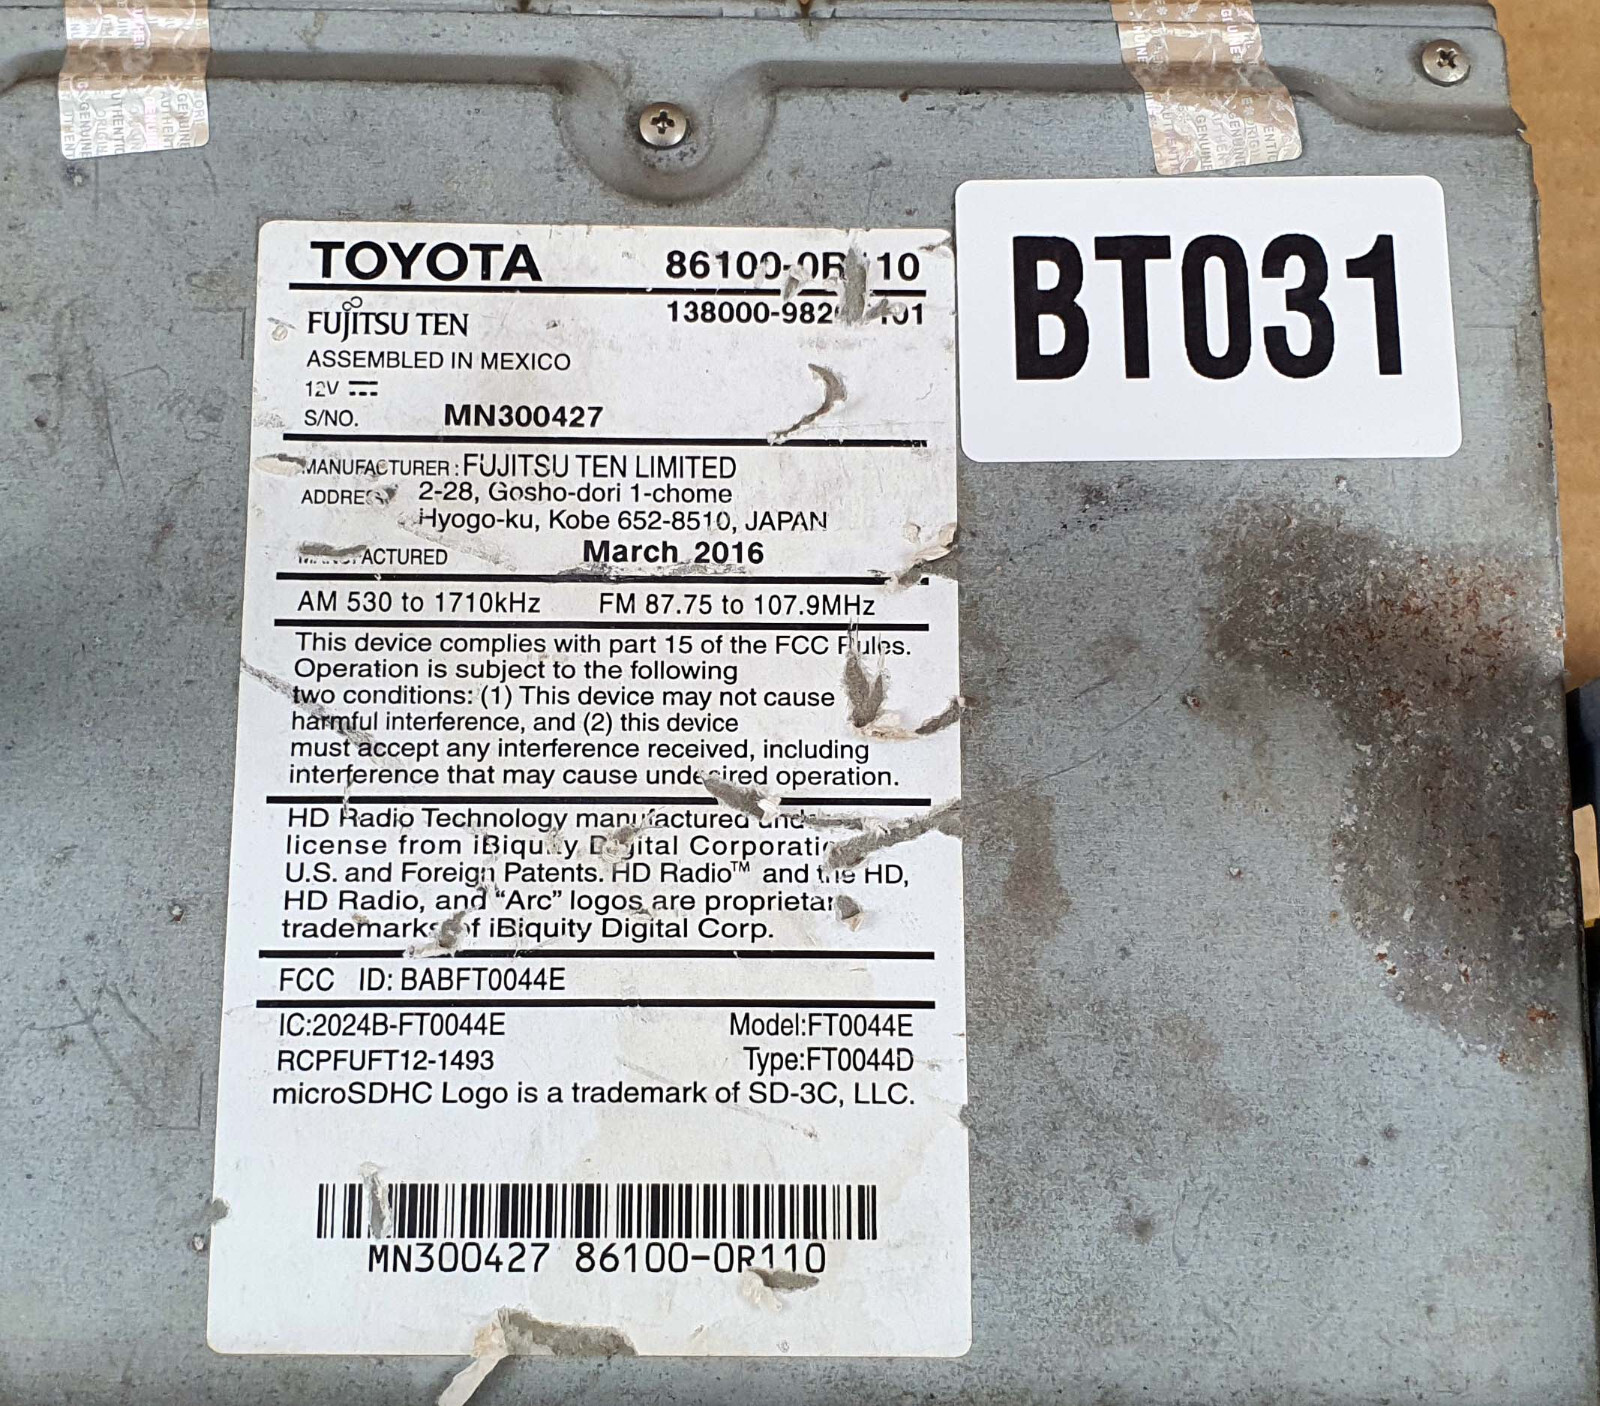 TOYOTA 86100-0R110
FUJITSU TEN
ASSEMBLED IN MEXICO
12V
S/NO. MN300427
MANUFACTURER: FUJITSU TEN LIMITED
ADDRESS 2-28, Gosho-dori 1-chome
Hyogo-ku, Kobe 652-8510, JAPAN
MANUFACTURED March 2016
AM 530 to 1710kHz FM 87.75 to 107.9MHz
This device complies with part 15 of the FCC Rules.
Operation is subject to the following
two conditions: (1) This device may not cause
harmful interference, and (2) this device
must accept any interference received, including
interference that may cause undesired operation.
HD Radio Technology manufactured under
license from iBiquity Digital Corporation
U.S. and Foreign Patents. HD Radio™ and the HD,
HD Radio, and “Arc” logos are proprietary
trademarks of iBiquity Digital Corp.
FCC ID: BABFT0044E
IC:2024B-FT0044E Model:FT0044E
RCPFUFT12-1493 Type:FT0044D
microSDHC Logo is a trademark of SD-3C, LLC.
MN300427 86100-0R110
BT031